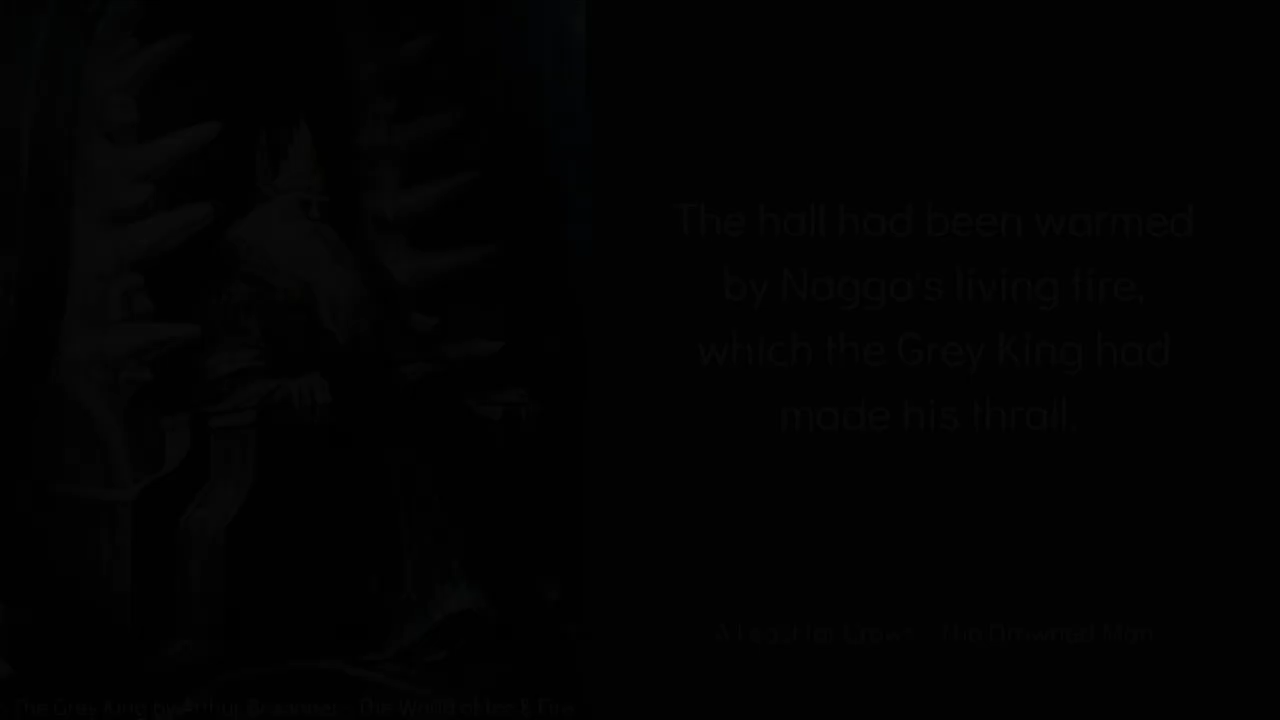 The hall had been warmed
by Nagga's living fire,
which the Grey King had
made his thrall.
A Feast for Crows - The Drowned Man
The Grey King by Arthur Bozonnet - The World of Ice & Fire